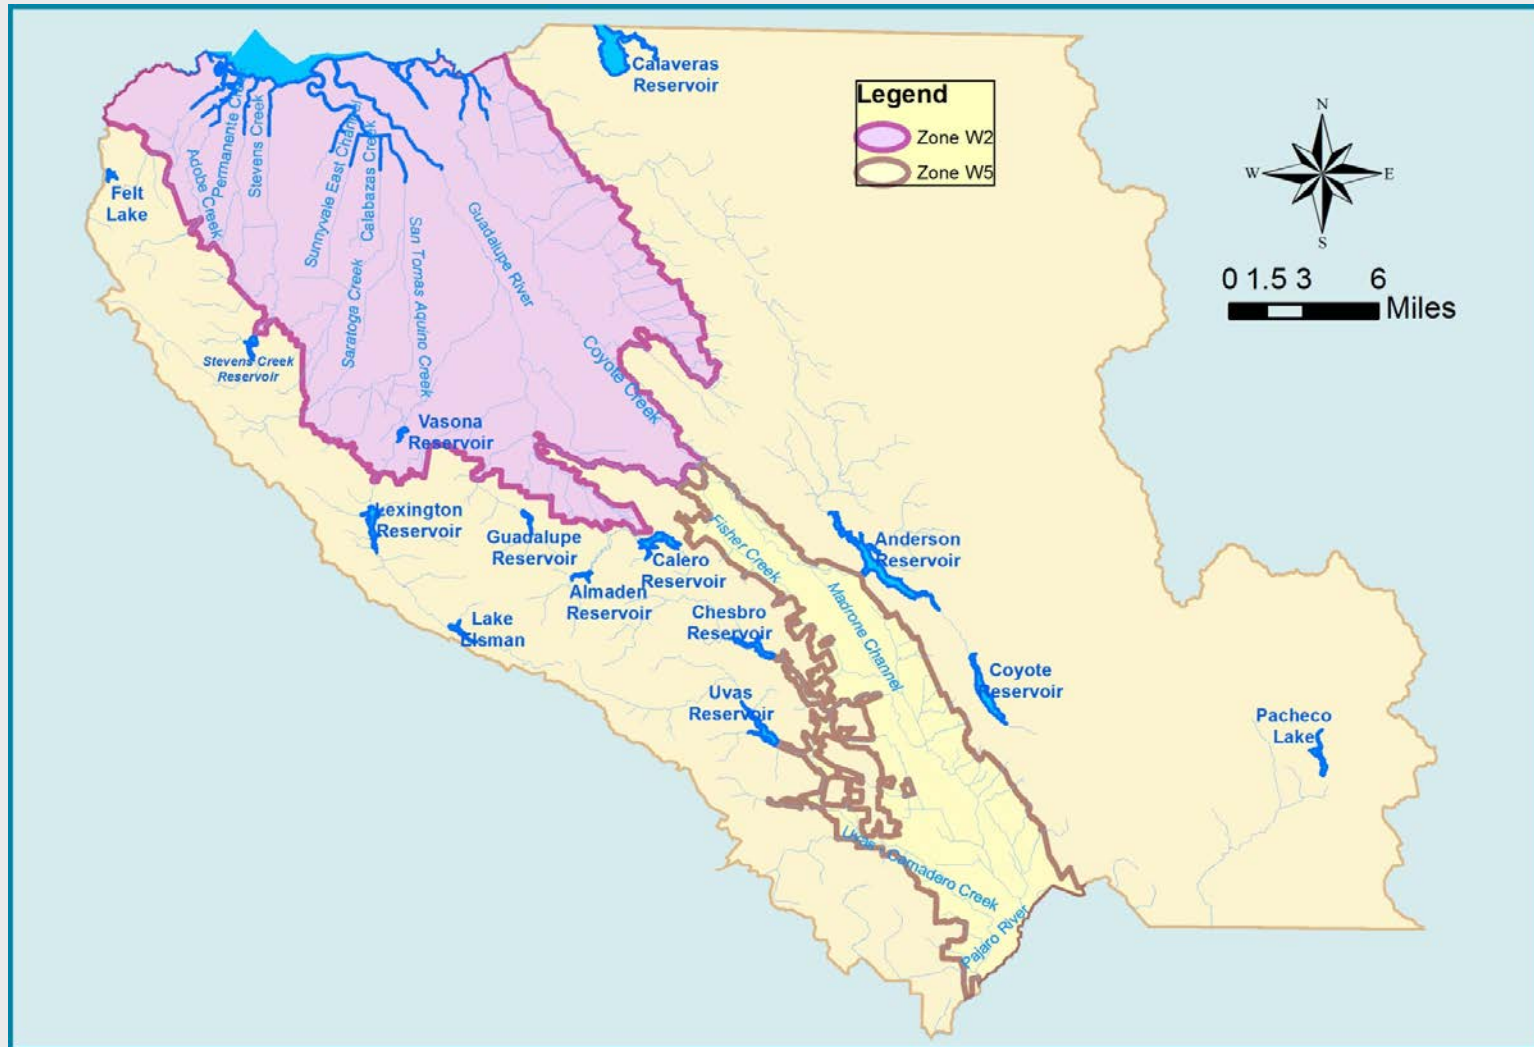 Calaveras
Reservoir
Legend
Zone W2
Zone W5
N
W
E
S
0 1.5 3 6
Miles
Felt
Lake
Adobe Creek
Stevens Creek
Sunnyvale East Channel
Calabazas Creek
Saratoga Creek
San Tomas Aquino Creek
Guadalupe River
Coyote Creek
Stevens Creek
Reservoir
Vasona
Reservoir
Lexington
Reservoir
Guadalupe
Reservoir
Almaden
Reservoir
Calero
Reservoir
Lake
Elsman
Chesbro
Reservoir
Uvas
Reservoir
Fisher Creek
Madrone Channel
Anderson
Reservoir
Coyote
Reservoir
Pacheco
Lake
Uvas - Carnadero Creek
Pajaro River
Permanente